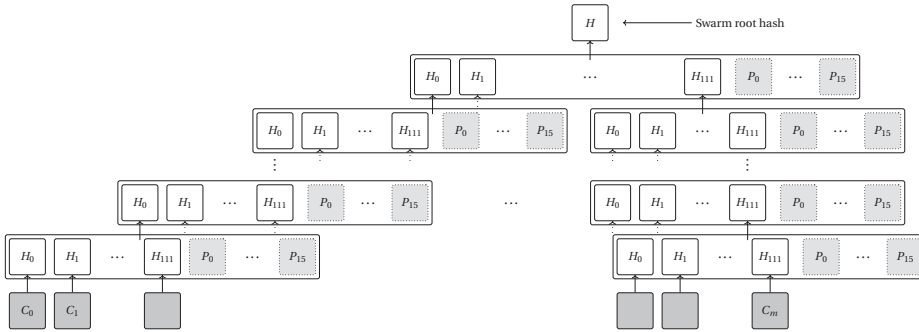 H Swarm root hash
H₀ H₁ ⋯ H₁₁₁ P₀ ⋯ P₁₅
H₀ H₁ ⋯ H₁₁₁ P₀ ⋯ P₁₅ H₀ H₁ ⋯ H₁₁₁ P₀ ⋯ P₁₅
⋮ ⋮
H₀ H₁ ⋯ H₁₁₁ P₀ ⋯ P₁₅ ⋯ H₀ H₁ ⋯ H₁₁₁ P₀ ⋯ P₁₅
H₀ H₁ ⋯ H₁₁₁ P₀ ⋯ P₁₅ H₀ H₁ ⋯ H₁₁₁ P₀ ⋯ P₁₅
C₀ C₁ Cₘ